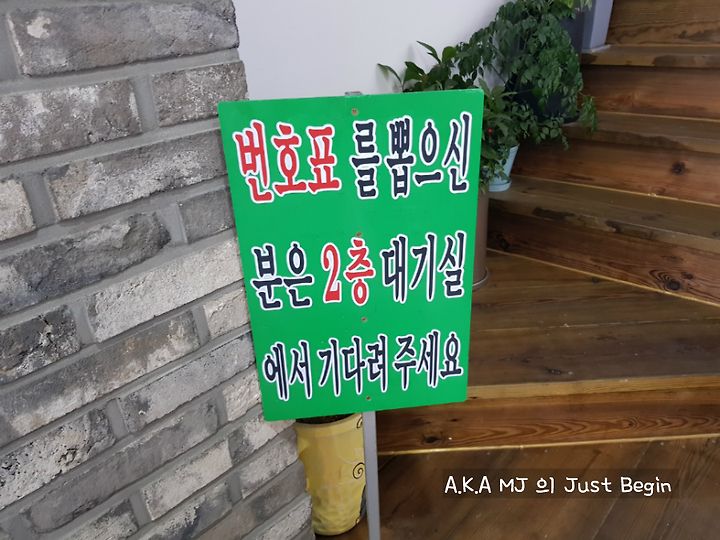 번호표 를 뽑으신
분은 2층 대기실
에서 기다려 주세요
A.K.A MJ 의 Just Begin